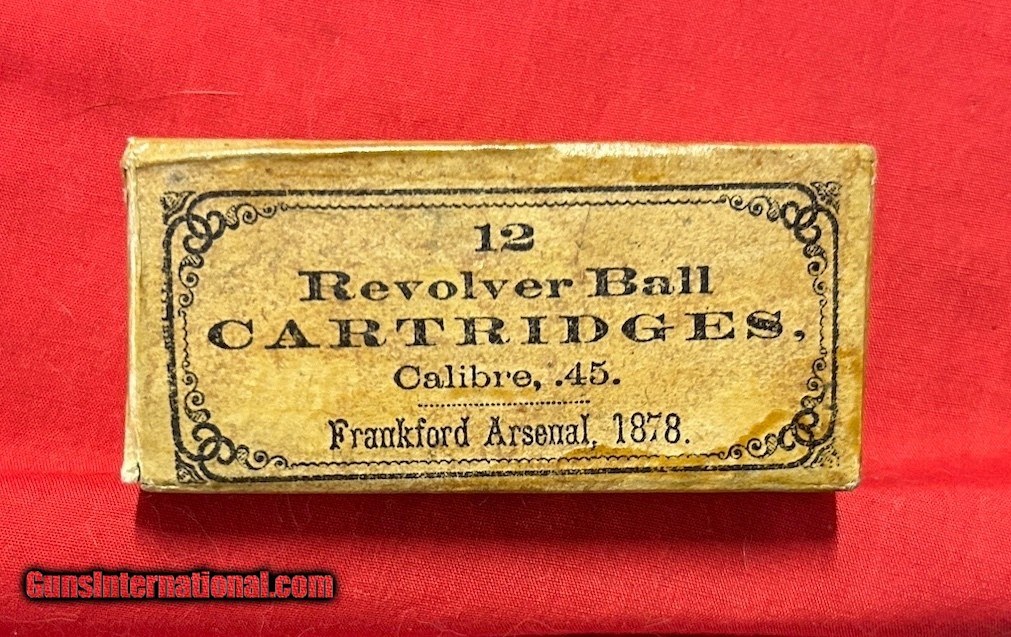 12
Revolver Ball
CARTRIDGES,
Calibre, .45.
Frankford Arsenal, 1878.
GunsInternational.com